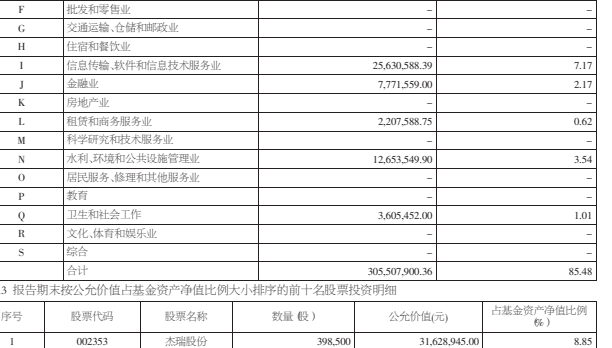 F 批发和零售业 – –
G 交通运输、仓储和邮政业 – –
H 住宿和餐饮业 – –
I 信息传输、软件和信息技术服务业 25,630,588.39 7.17
J 金融业 7,771,559.00 2.17
K 房地产业 – –
L 租赁和商务服务业 2,207,588.75 0.62
M 科学研究和技术服务业 – –
N 水利、环境和公共设施管理业 12,653,549.90 3.54
O 居民服务、修理和其他服务业 – –
P 教育 – –
Q 卫生和社会工作 3,605,452.00 1.01
R 文化、体育和娱乐业 – –
S 综合 – –
合计 305,507,900.36 85.48
.3 报告期末按公允价值占基金资产净值比例大小排序的前十名股票投资明细
序号 股票代码 股票名称 数量(股) 公允价值(元) 占基金资产净值比例
(%)
1 002353 杰瑞股份 398,500 31,628,945.00 8.85